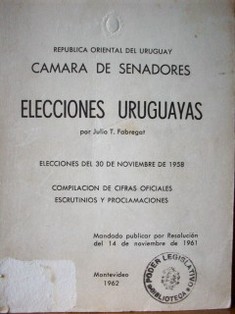 REPUBLICA ORIENTAL DEL URUGUAY
CAMARA DE SENADORES
ELECCIONES URUGUAYAS
por Julio T. Fabregat
ELECCIONES DEL 30 DE NOVIEMBRE DE 1958
COMPILACION DE CIFRAS OFICIALES
ESCRUTINIOS Y PROCLAMACIONES
Mandado publicar por Resolución
del 14 de noviembre de 1961
Montevideo
1962
PODER LEGISLATIVO
BIBLIOTECA